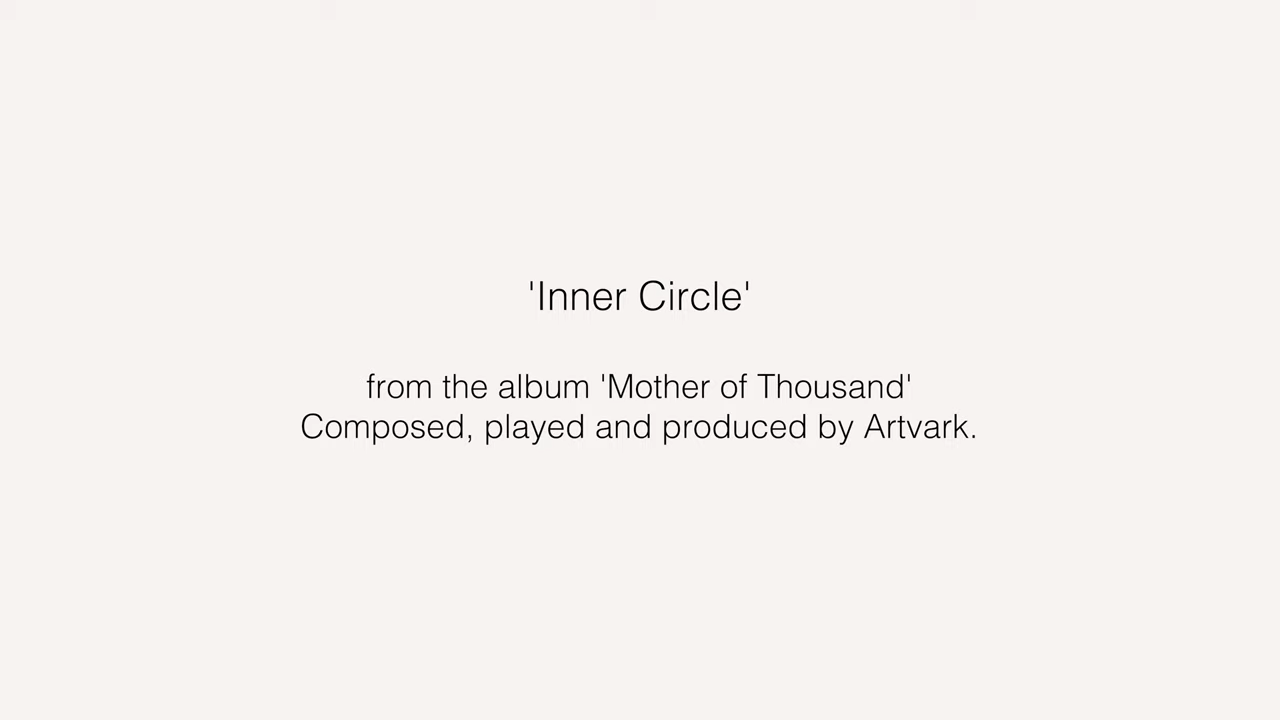 'Inner Circle'
from the album 'Mother of Thousand'
Composed, played and produced by Artvark.